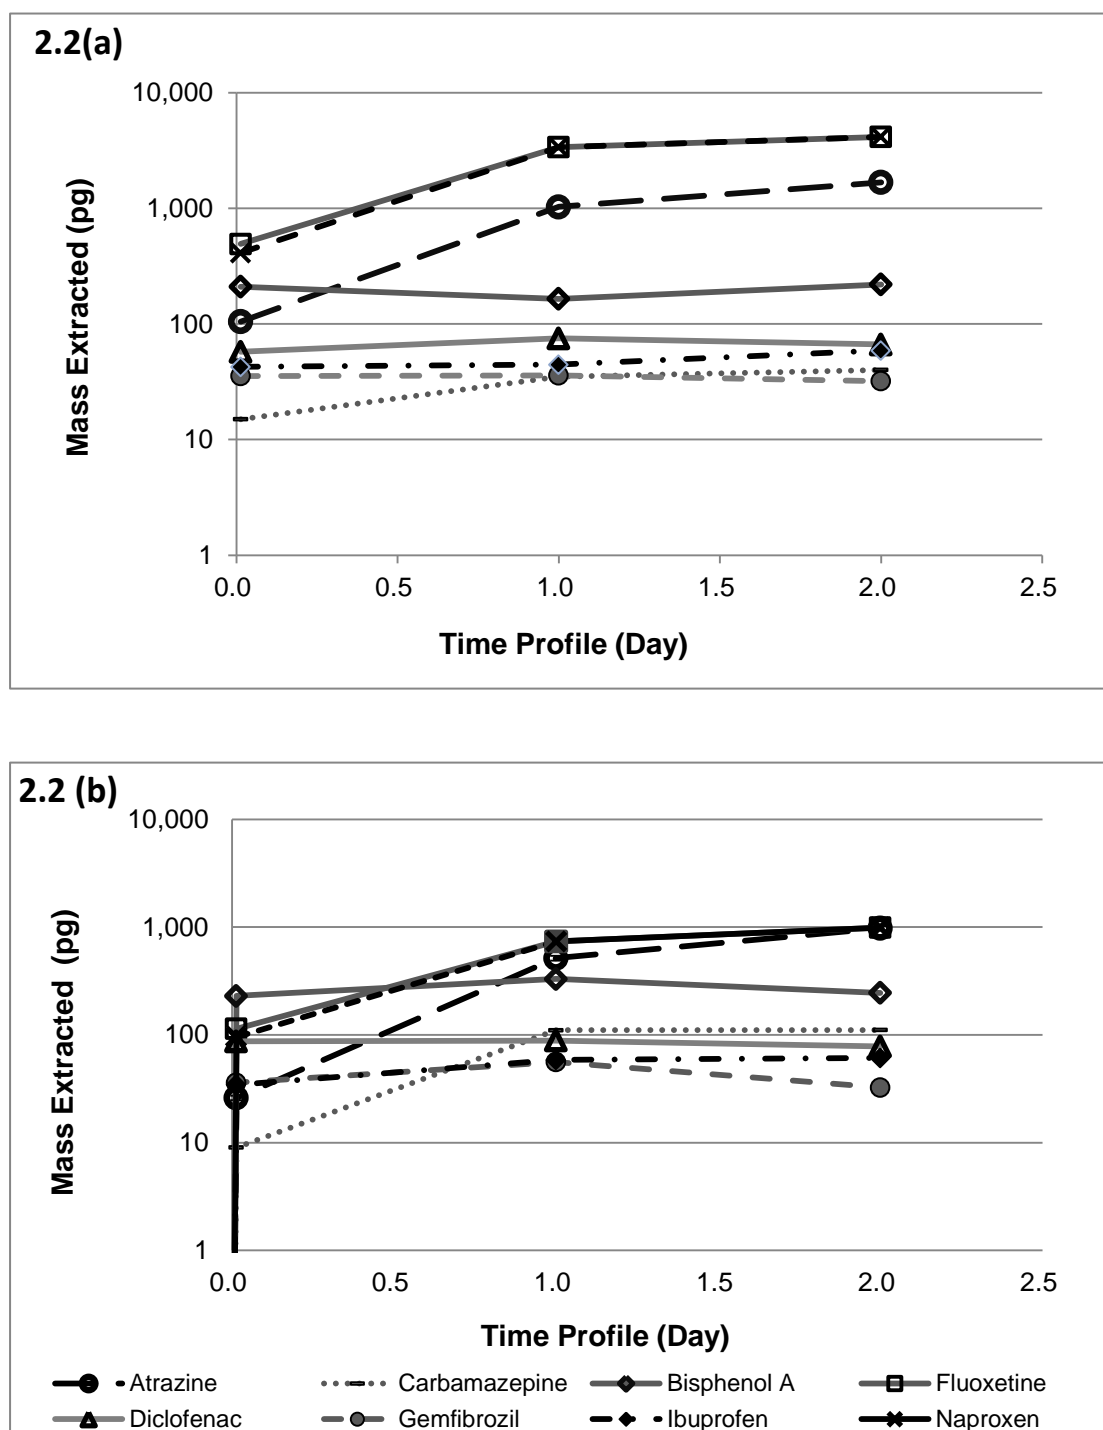 2.2(a)
10,000
1,000
100
10
1
Mass Extracted (pg)
0.0 0.5 1.0 1.5 2.0 2.5
Time Profile (Day)
2.2 (b)
10,000
1,000
100
10
1
Mass Extracted (pg)
0.0 0.5 1.0 1.5 2.0 2.5
Time Profile (Day)
Atrazine Carbamazepine Bisphenol A Fluoxetine
Diclofenac Gemfibrozil Ibuprofen Naproxen